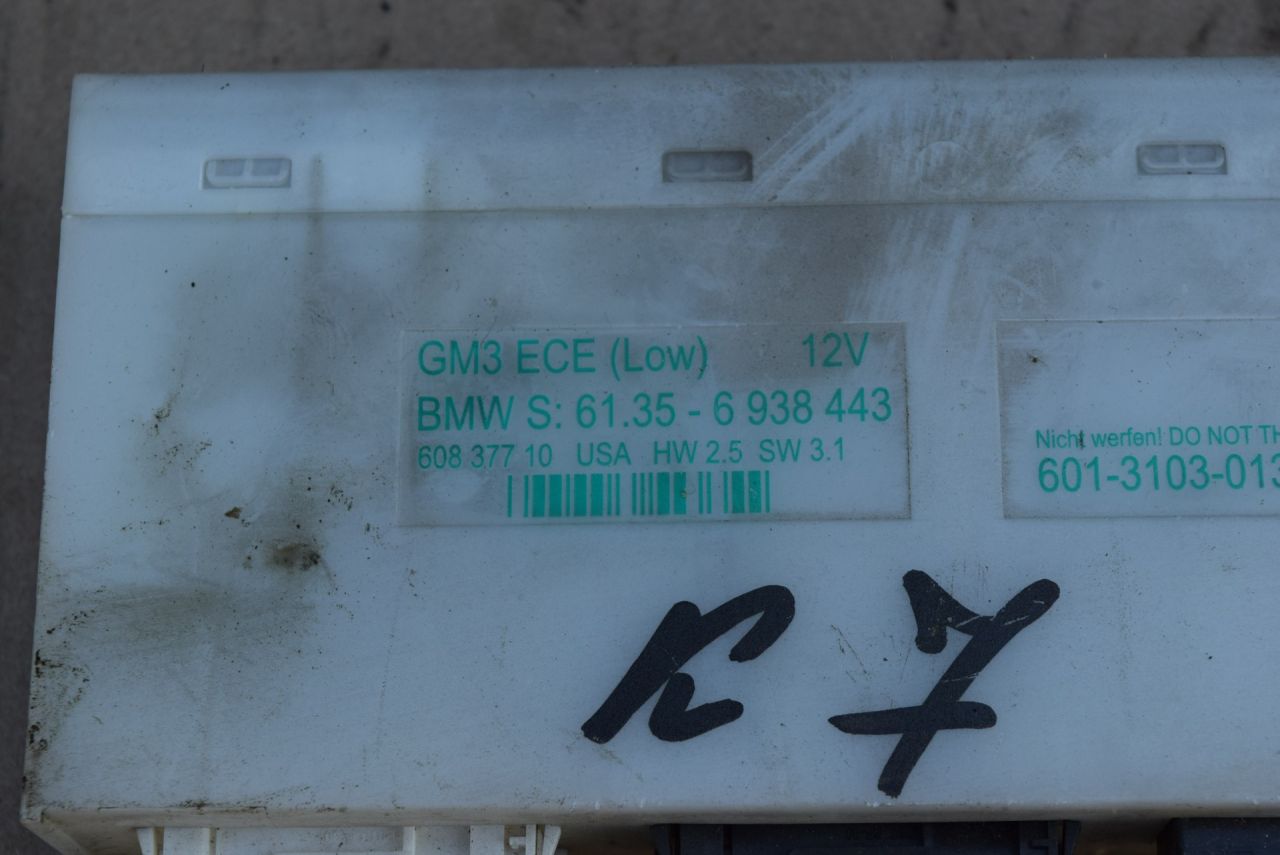 GM3 ECE (Low) 12V
BMW S: 61.35 - 6 938 443
608 377 10 USA HW 2.5 SW 3.1
Nicht werfen! DO NOT TH
601-3103-013
R 7